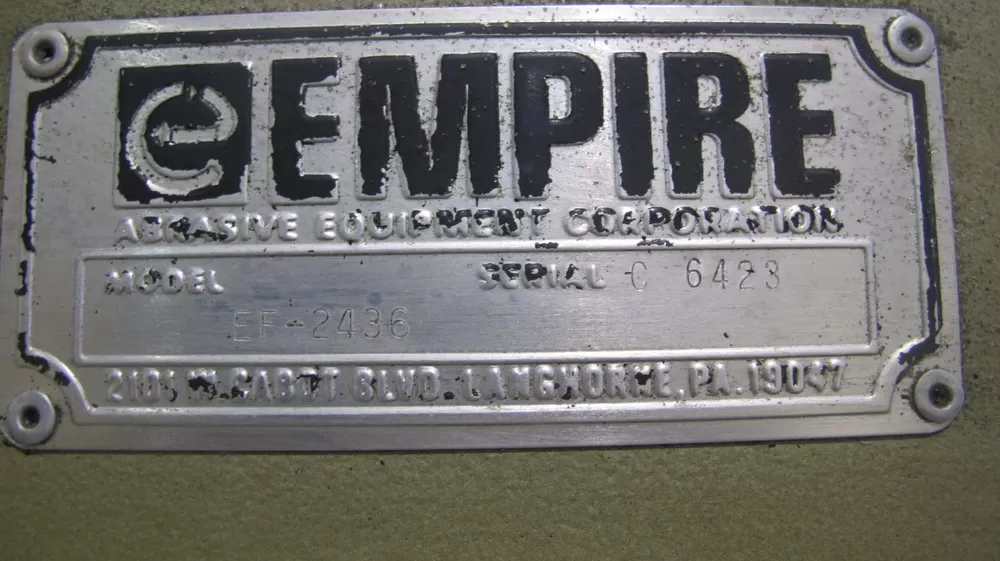 e EMPIRE
ABRASIVE EQUIPMENT CORPORATION
MODEL SERIAL C 6423
EF-2436
2101 W. CABOT BLVD. LANGHORNE, PA. 19047